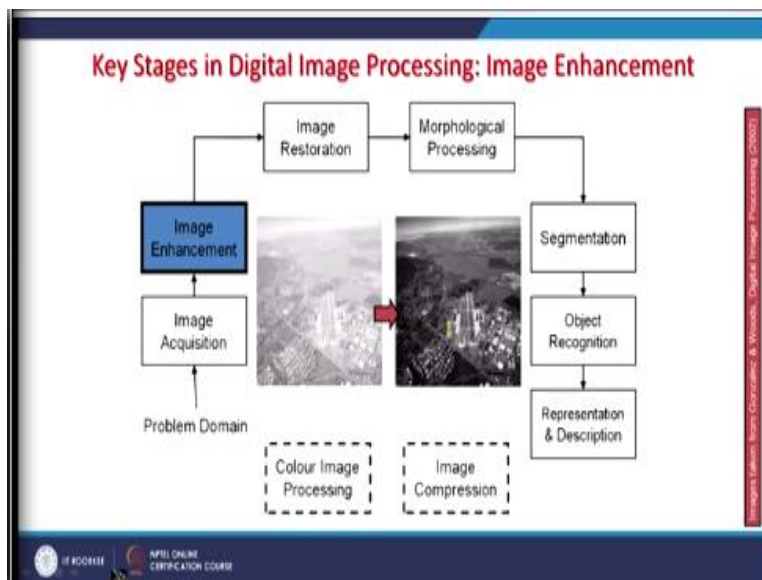 Key Stages in Digital Image Processing: Image Enhancement
Image
Restoration
Morphological
Processing
Image
Enhancement
Segmentation
Image
Acquisition
Object
Recognition
Problem Domain
Representation
& Description
Colour Image
Processing
Image
Compression
Images taken from Gonzalez & Woods, Digital Image Processing (2002)
IIT ROORKEE
NPTEL ONLINE
CERTIFICATION COURSE